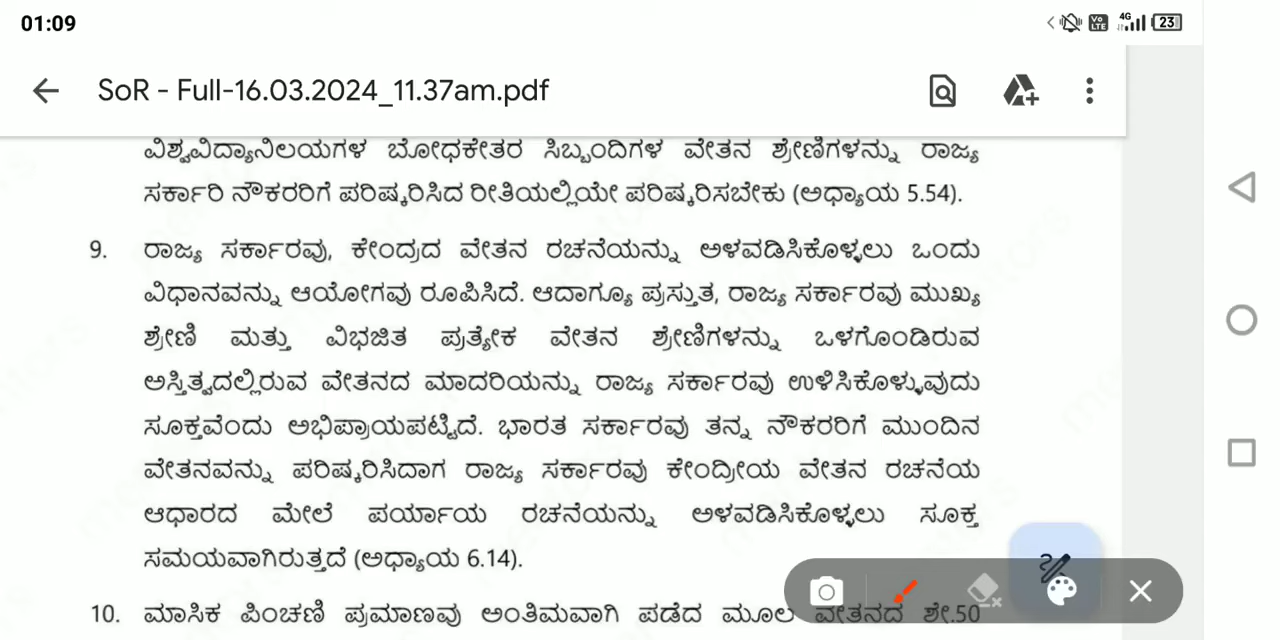 01:09
4G
Vo
LTE
23
SoR - Full-16.03.2024_11.37am.pdf
ವಿಶ್ವವಿದ್ಯಾನಿಲಯಗಳ ಬೋಧಕೇತರ ಸಿಬ್ಬಂದಿಗಳ ವೇತನ ಶ್ರೇಣಿಗಳನ್ನು ರಾಜ್ಯ
ಸರ್ಕಾರಿ ನೌಕರರಿಗೆ ಪರಿಷ್ಕರಿಸಿದ ರೀತಿಯಲ್ಲಿಯೇ ಪರಿಷ್ಕರಿಸಬೇಕು (ಅಧ್ಯಾಯ 5.54).
9. ರಾಜ್ಯ ಸರ್ಕಾರವು, ಕೇಂದ್ರದ ವೇತನ ರಚನೆಯನ್ನು ಅಳವಡಿಸಿಕೊಳ್ಳಲು ಒಂದು
ವಿಧಾನವನ್ನು ಆಯೋಗವು ರೂಪಿಸಿದೆ. ಆದಾಗ್ಯೂ ಪ್ರಸ್ತುತ, ರಾಜ್ಯ ಸರ್ಕಾರವು ಮುಖ್ಯ
ಶ್ರೇಣಿ ಮತ್ತು ವಿಭಜಿತ ಪ್ರತ್ಯೇಕ ವೇತನ ಶ್ರೇಣಿಗಳನ್ನು ಒಳಗೊಂಡಿರುವ
ಅಸ್ತಿತ್ವದಲ್ಲಿರುವ ವೇತನದ ಮಾದರಿಯನ್ನು ರಾಜ್ಯ ಸರ್ಕಾರವು ಉಳಿಸಿಕೊಳ್ಳುವುದು
ಸೂಕ್ತವೆಂದು ಅಭಿಪ್ರಾಯಪಟ್ಟಿದೆ. ಭಾರತ ಸರ್ಕಾರವು ತನ್ನ ನೌಕರರಿಗೆ ಮುಂದಿನ
ವೇತನವನ್ನು ಪರಿಷ್ಕರಿಸಿದಾಗ ರಾಜ್ಯ ಸರ್ಕಾರವು ಕೇಂದ್ರೀಯ ವೇತನ ರಚನೆಯ
ಆಧಾರದ ಮೇಲೆ ಪರ್ಯಾಯ ರಚನೆಯನ್ನು ಅಳವಡಿಸಿಕೊಳ್ಳಲು ಸೂಕ್ತ
ಸಮಯವಾಗಿರುತ್ತದೆ (ಅಧ್ಯಾಯ 6.14).
10. ಮಾಸಿಕ ಪಿಂಚಣಿ ಪ್ರಮಾಣವು ಅಂತಿಮವಾಗಿ ಪಡೆದ ಮೂಲ ವೇತನದ ಶೇ.50